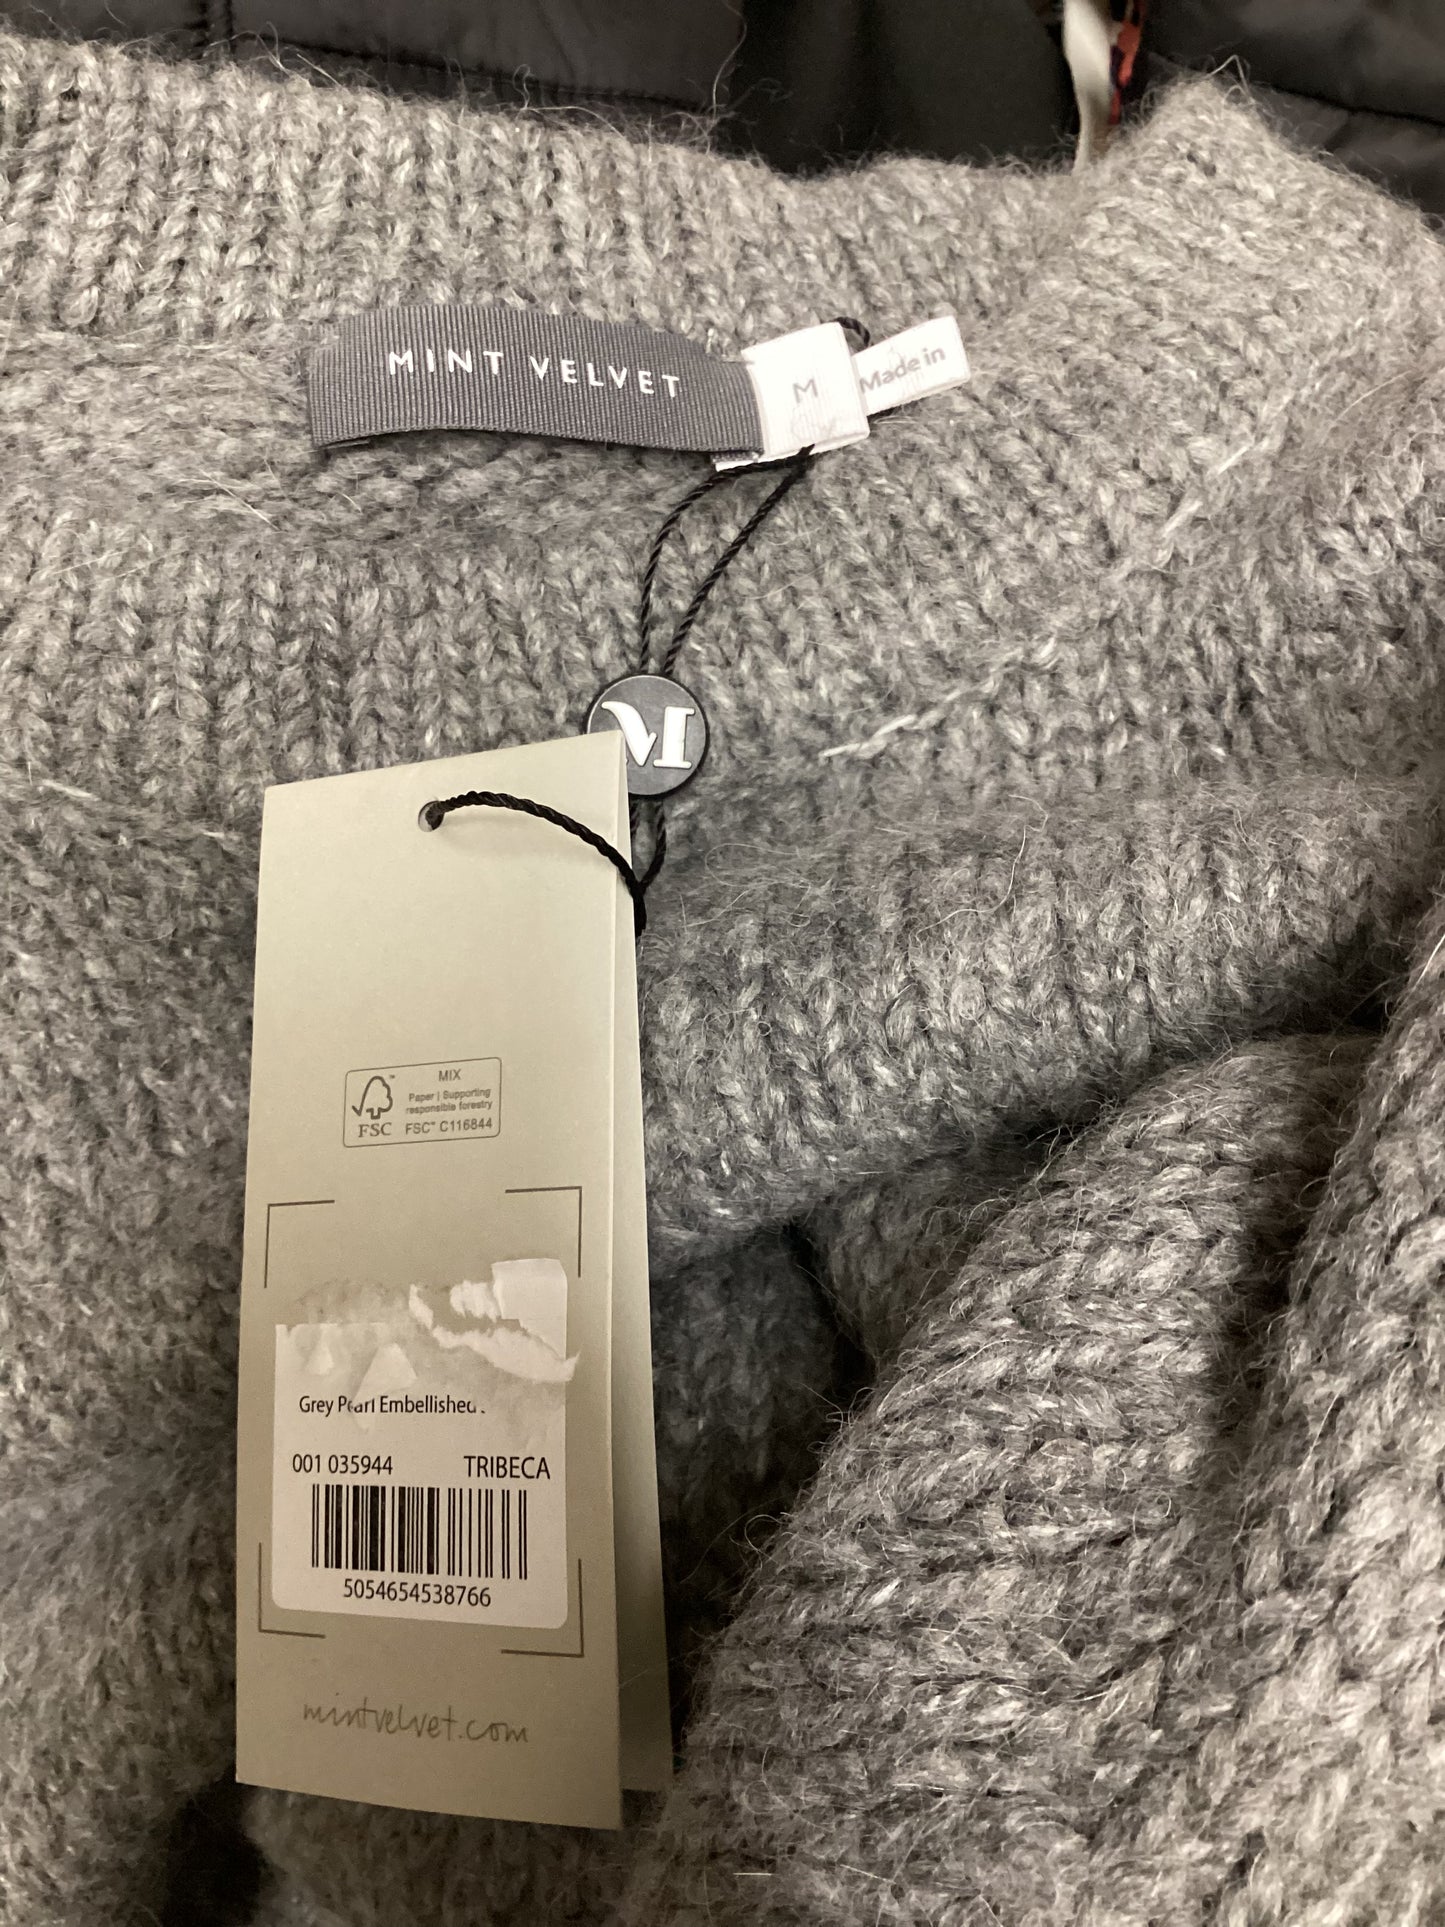 MINT VELVET
M
Made in
M
MIX
Paper | Supporting
responsible forestry
FSC™ C116844
FSC
Grey Pearl Embellished
001 035944 TRIBECA
5054654538766
mintvelvet.com